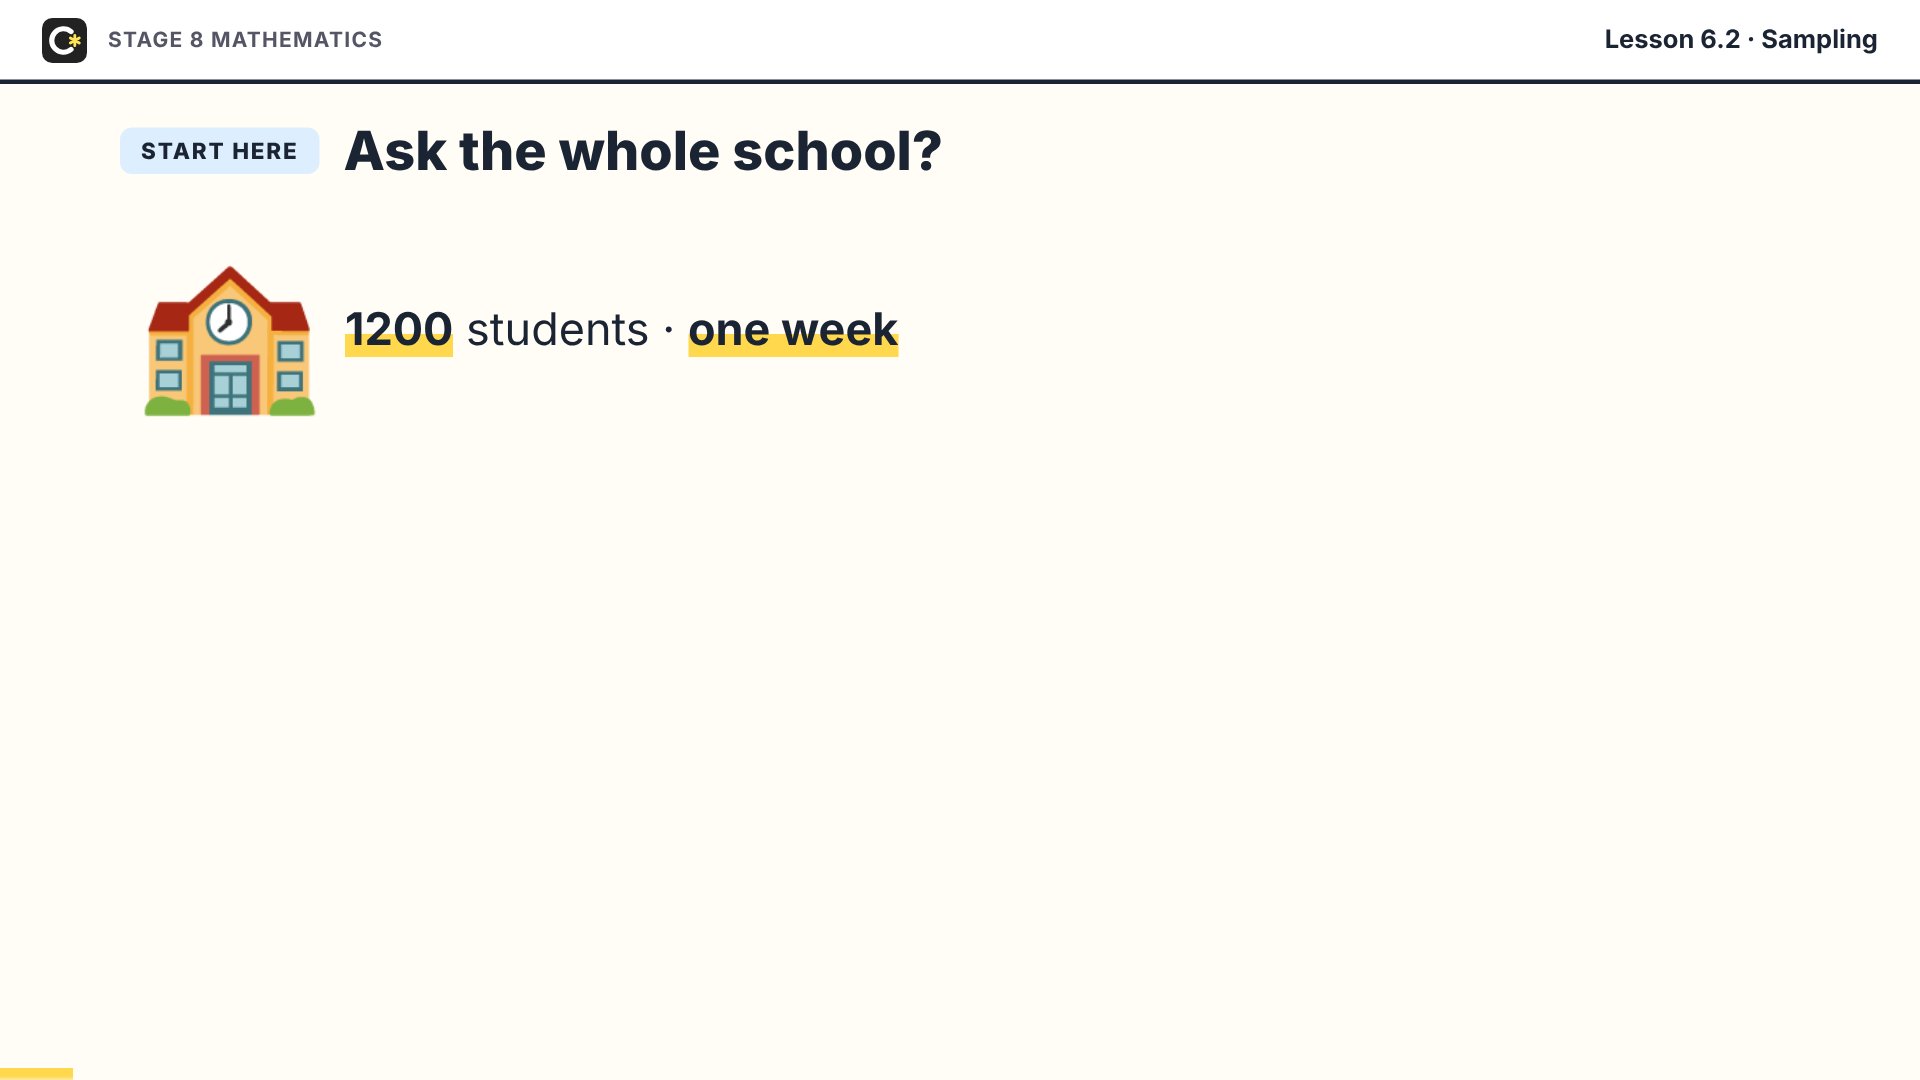 STAGE 8 MATHEMATICS
Lesson 6.2 · Sampling
START HERE
Ask the whole school?
1200 students · one week